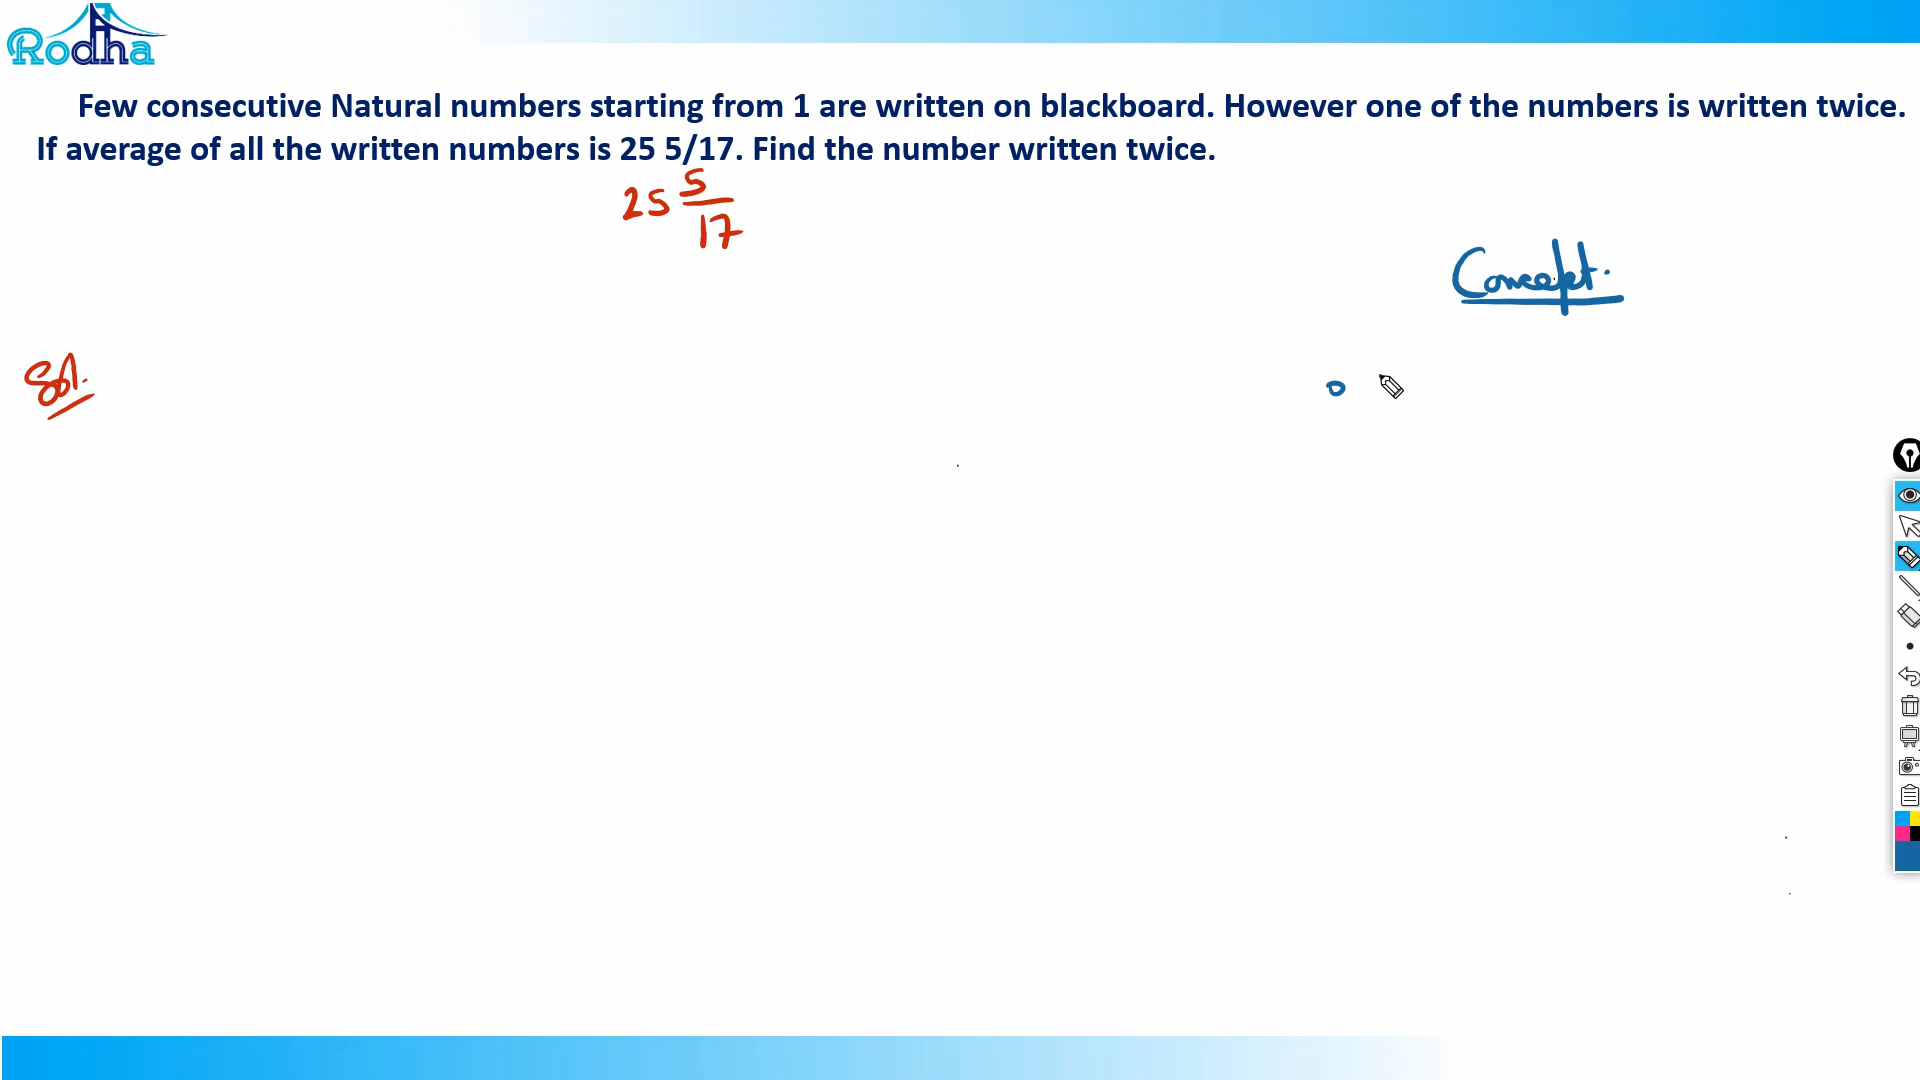 Rodha
Few consecutive Natural numbers starting from 1 are written on blackboard. However one of the numbers is written twice.
If average of all the written numbers is 25 5/17. Find the number written twice.
25 5/17
Concept.
Sol.